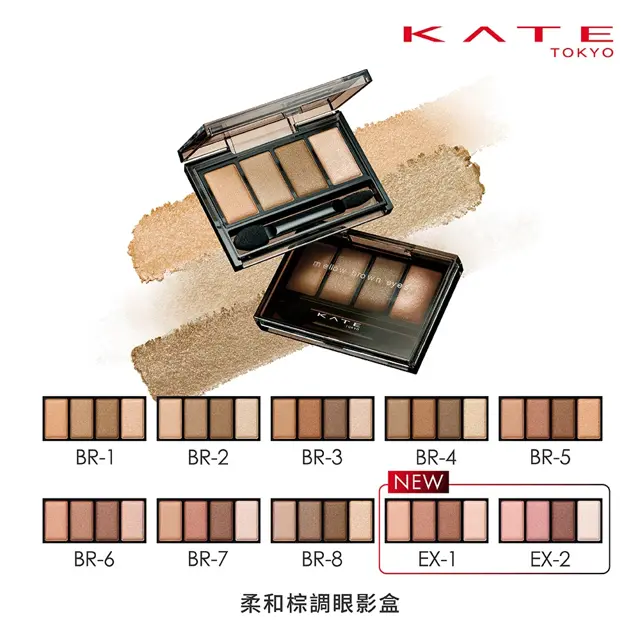 KATE
TOKYO
mellow brown eyes
KATE
TOKYO
BR-1
BR-2
BR-3
BR-4
BR-5
NEW
BR-6
BR-7
BR-8
EX-1
EX-2
柔和棕調眼影盒